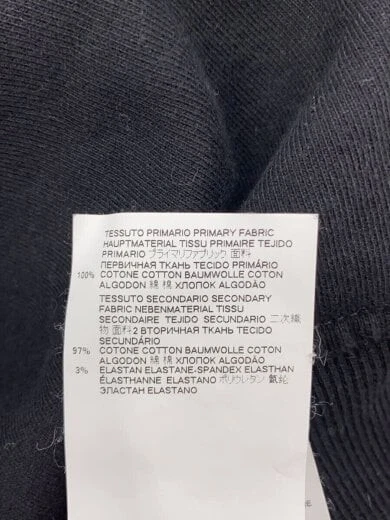 TESSUTO PRIMARIO PRIMARY FABRIC
HAUPTMATERIAL TISSU PRIMAIRE TEJIDO
PRIMARIO プライマリファブリック 面料
ПЕРВИЧНАЯ ТКАНЬ TECIDO PRIMÁRIO
100% COTONE COTTON BAUMWOLLE COTON
ALGODON 綿 棉 ХЛОПОК ALGODÃO
TESSUTO SECONDARIO SECONDARY
FABRIC NEBENMATERIAL TISSU
SECONDAIRE TEJIDO SECUNDARIO 二次織
物 面料2 ВТОРИЧНАЯ ТКАНЬ TECIDO
SECUNDÁRIO
97% COTONE COTTON BAUMWOLLE COTON
ALGODON 綿 棉 ХЛОПОК ALGODÃO
3% ELASTAN ELASTANE-SPANDEX ELASTHAN
ÉLASTHANNE ELASTANO ポリウレタン 氨纶
ЭЛАСТАН ELASTANO